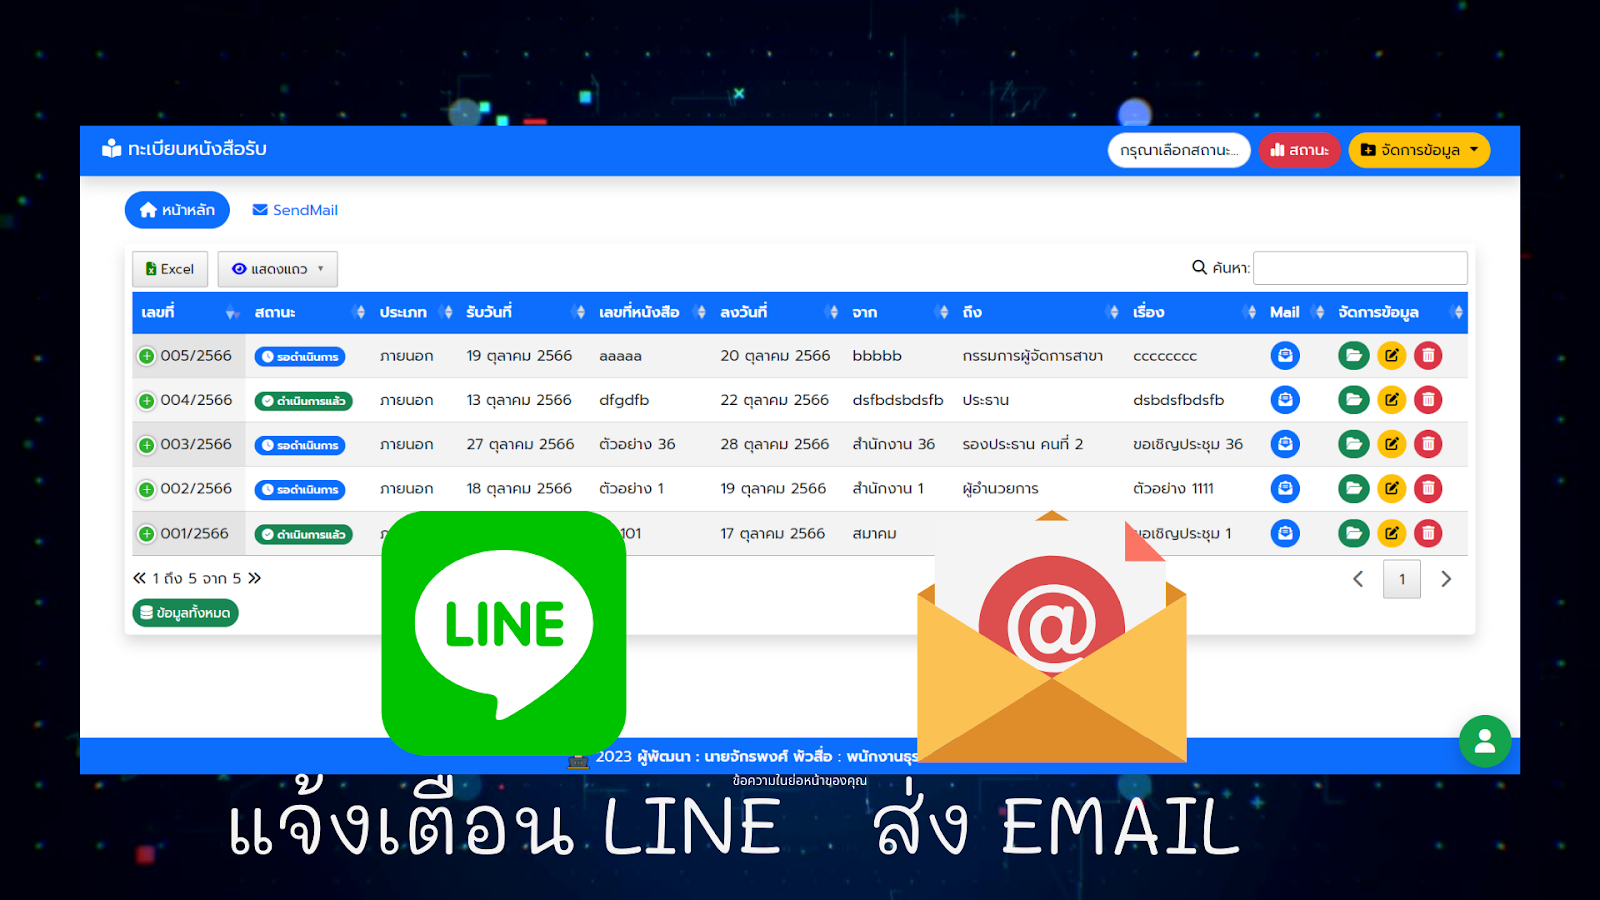 ทะเบียนหนังสือรับ กรุณาเลือกสถานะ... สถานะ จัดการข้อมูล
หน้าหลัก SendMail
Excel แสดงแถว ค้นหา:
เลขที่ สถานะ ประเภท รับวันที่ เลขที่หนังสือ ลงวันที่ จาก ถึง เรื่อง Mail จัดการข้อมูล
005/2566 รอดำเนินการ ภายนอก 19 ตุลาคม 2566 aaaaa 20 ตุลาคม 2566 bbbbb กรรมการผู้จัดการสาขา cccccccc
004/2566 ดำเนินการแล้ว ภายนอก 13 ตุลาคม 2566 dfgdfb 22 ตุลาคม 2566 dsfbdsbdsfb ประธาน dsbdsfbdsfb
003/2566 รอดำเนินการ ภายนอก 27 ตุลาคม 2566 ตัวอย่าง 36 28 ตุลาคม 2566 สำนักงาน 36 รองประธาน คนที่ 2 ขอเชิญประชุม 36
002/2566 รอดำเนินการ ภายนอก 18 ตุลาคม 2566 ตัวอย่าง 1 19 ตุลาคม 2566 สำนักงาน 1 ผู้อำนวยการ ตัวอย่าง 1111
001/2566 ดำเนินการแล้ว 101 17 ตุลาคม 2566 สมาคม ขอเชิญประชุม 1
1 ถึง 5 จาก 5 1
ข้อมูลทั้งหมด
LINE
@
2023 ผู้พัฒนา : นายจักรพงศ์ พัวสื่อ : พนักงานธุร
ข้อความในย่อหน้าของคุณ
แจ้งเตือน LINE ส่ง EMAIL